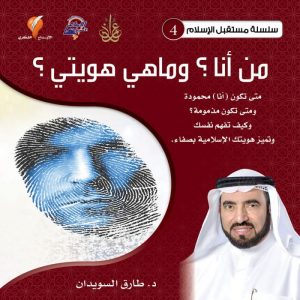 سلسلة مستقبل الإسلام 4
من أنا ؟ وماهي هويتي ؟
متى تكون (أنا) محمودة
ومتى تكون مذمومة؟
وكيف تفهم نفسك
وتميز هويتك الإسلامية بصفاء.
د. طارق السويدان